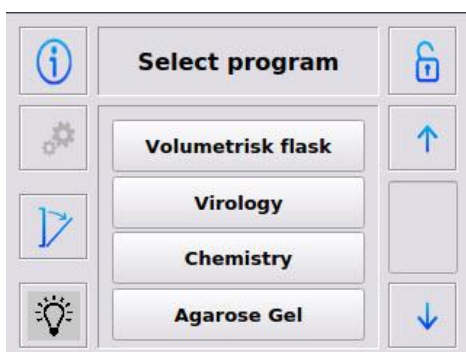 Select program
Volumetrisk flask
Virology
Chemistry
Agarose Gel